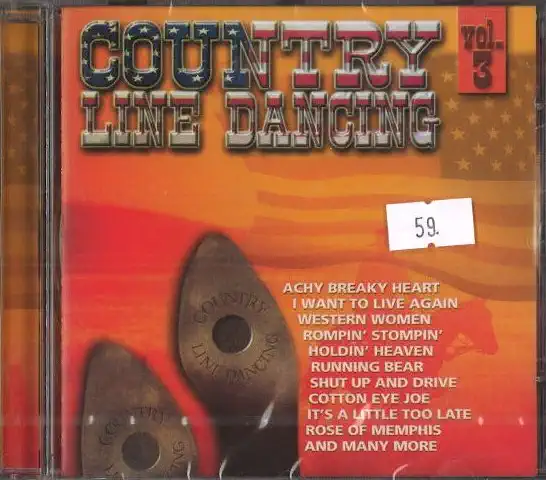 COUNTRY
LINE DANCING
vol.
3
59.
ACHY BREAKY HEART
I WANT TO LIVE AGAIN
WESTERN WOMEN
ROMPIN' STOMPIN'
HOLDIN' HEAVEN
RUNNING BEAR
SHUT UP AND DRIVE
COTTON EYE JOE
IT'S A LITTLE TOO LATE
ROSE OF MEMPHIS
AND MANY MORE
COUNTRY
LINE DANCING
COUNTRY